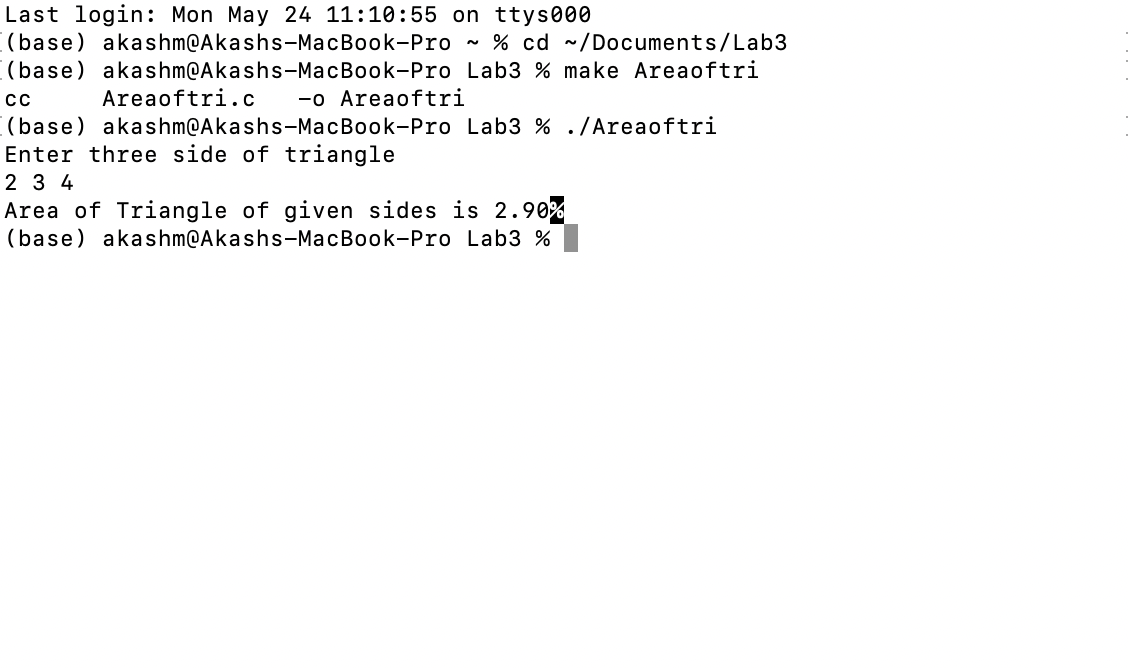 Last login: Mon May 24 11:10:55 on ttys000
(base) akashm@Akashs-MacBook-Pro ~ % cd ~/Documents/Lab3
(base) akashm@Akashs-MacBook-Pro Lab3 % make Areaoftri
cc     Areaoftri.c   -o Areaoftri
(base) akashm@Akashs-MacBook-Pro Lab3 % ./Areaoftri
Enter three side of triangle
2 3 4
Area of Triangle of given sides is 2.90%
(base) akashm@Akashs-MacBook-Pro Lab3 %